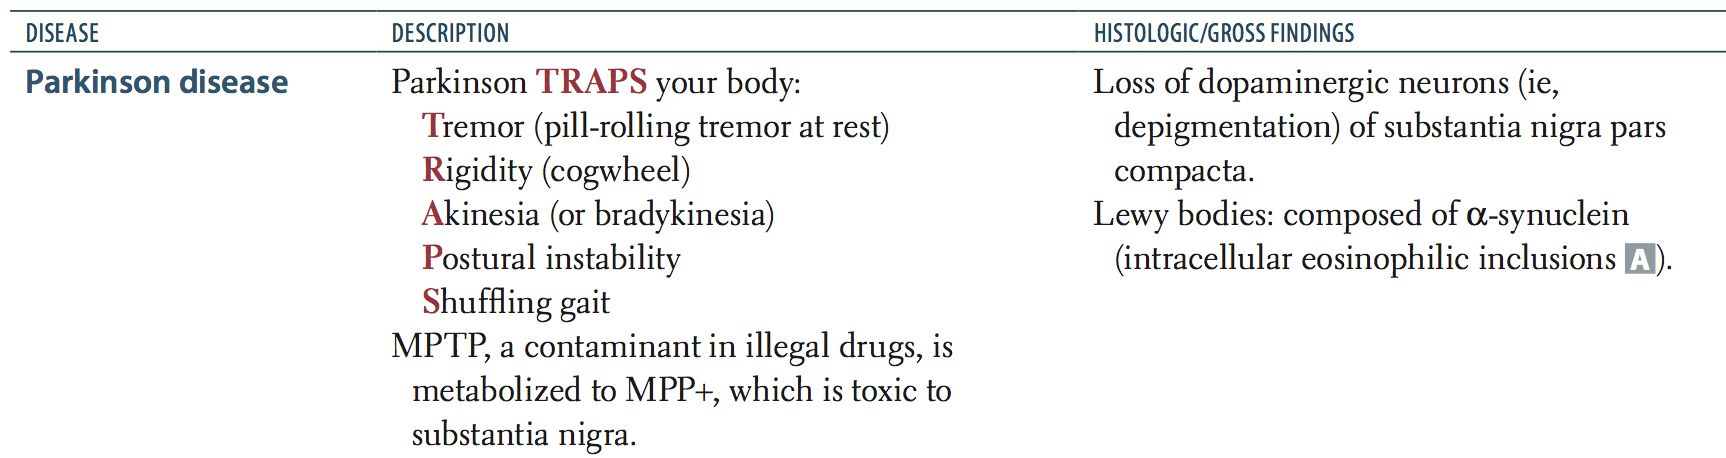 DISEASE DESCRIPTION HISTOLOGIC/GROSS FINDINGS
Parkinson disease
Parkinson TRAPS your body:
Tremor (pill-rolling tremor at rest)
Rigidity (cogwheel)
Akinesia (or bradykinesia)
Postural instability
Shuffling gait
MPTP, a contaminant in illegal drugs, is
metabolized to MPP+, which is toxic to
substantia nigra.
Loss of dopaminergic neurons (ie,
depigmentation) of substantia nigra pars
compacta.
Lewy bodies: composed of α-synuclein
(intracellular eosinophilic inclusions A).